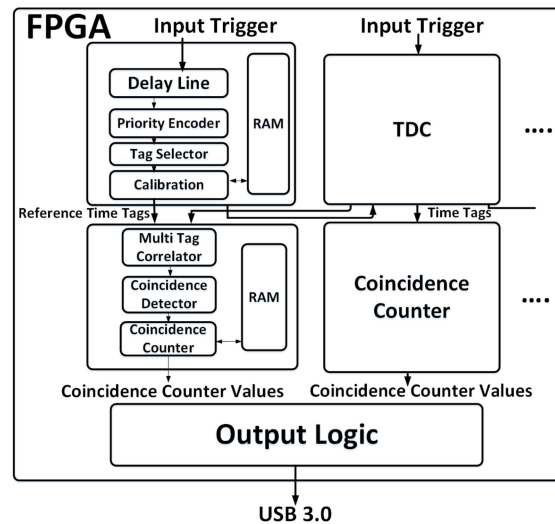 FPGA
Input Trigger
Input Trigger
Delay Line
Priority Encoder
Tag Selector
Calibration
RAM
TDC
....
Reference Time Tags
Time Tags
Multi Tag
Correlator
Coincidence
Detector
Coincidence
Counter
RAM
Coincidence
Counter
....
Coincidence Counter Values
Coincidence Counter Values
Output Logic
USB 3.0